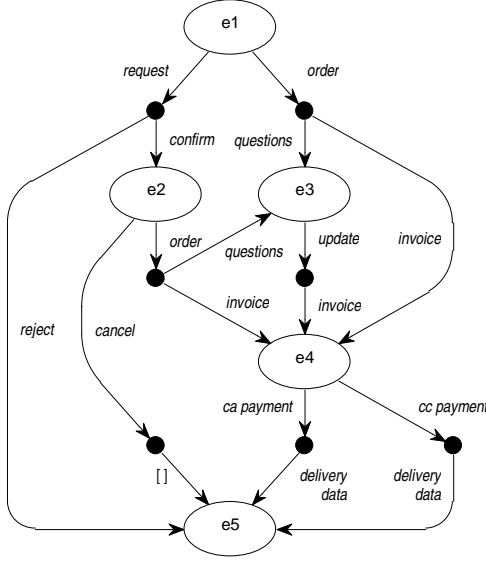 e1
request
order
confirm
questions
e2
e3
order
questions
update
invoice
invoice
invoice
reject
cancel
e4
ca payment
cc payment
[ ]
delivery
data
delivery
data
e5